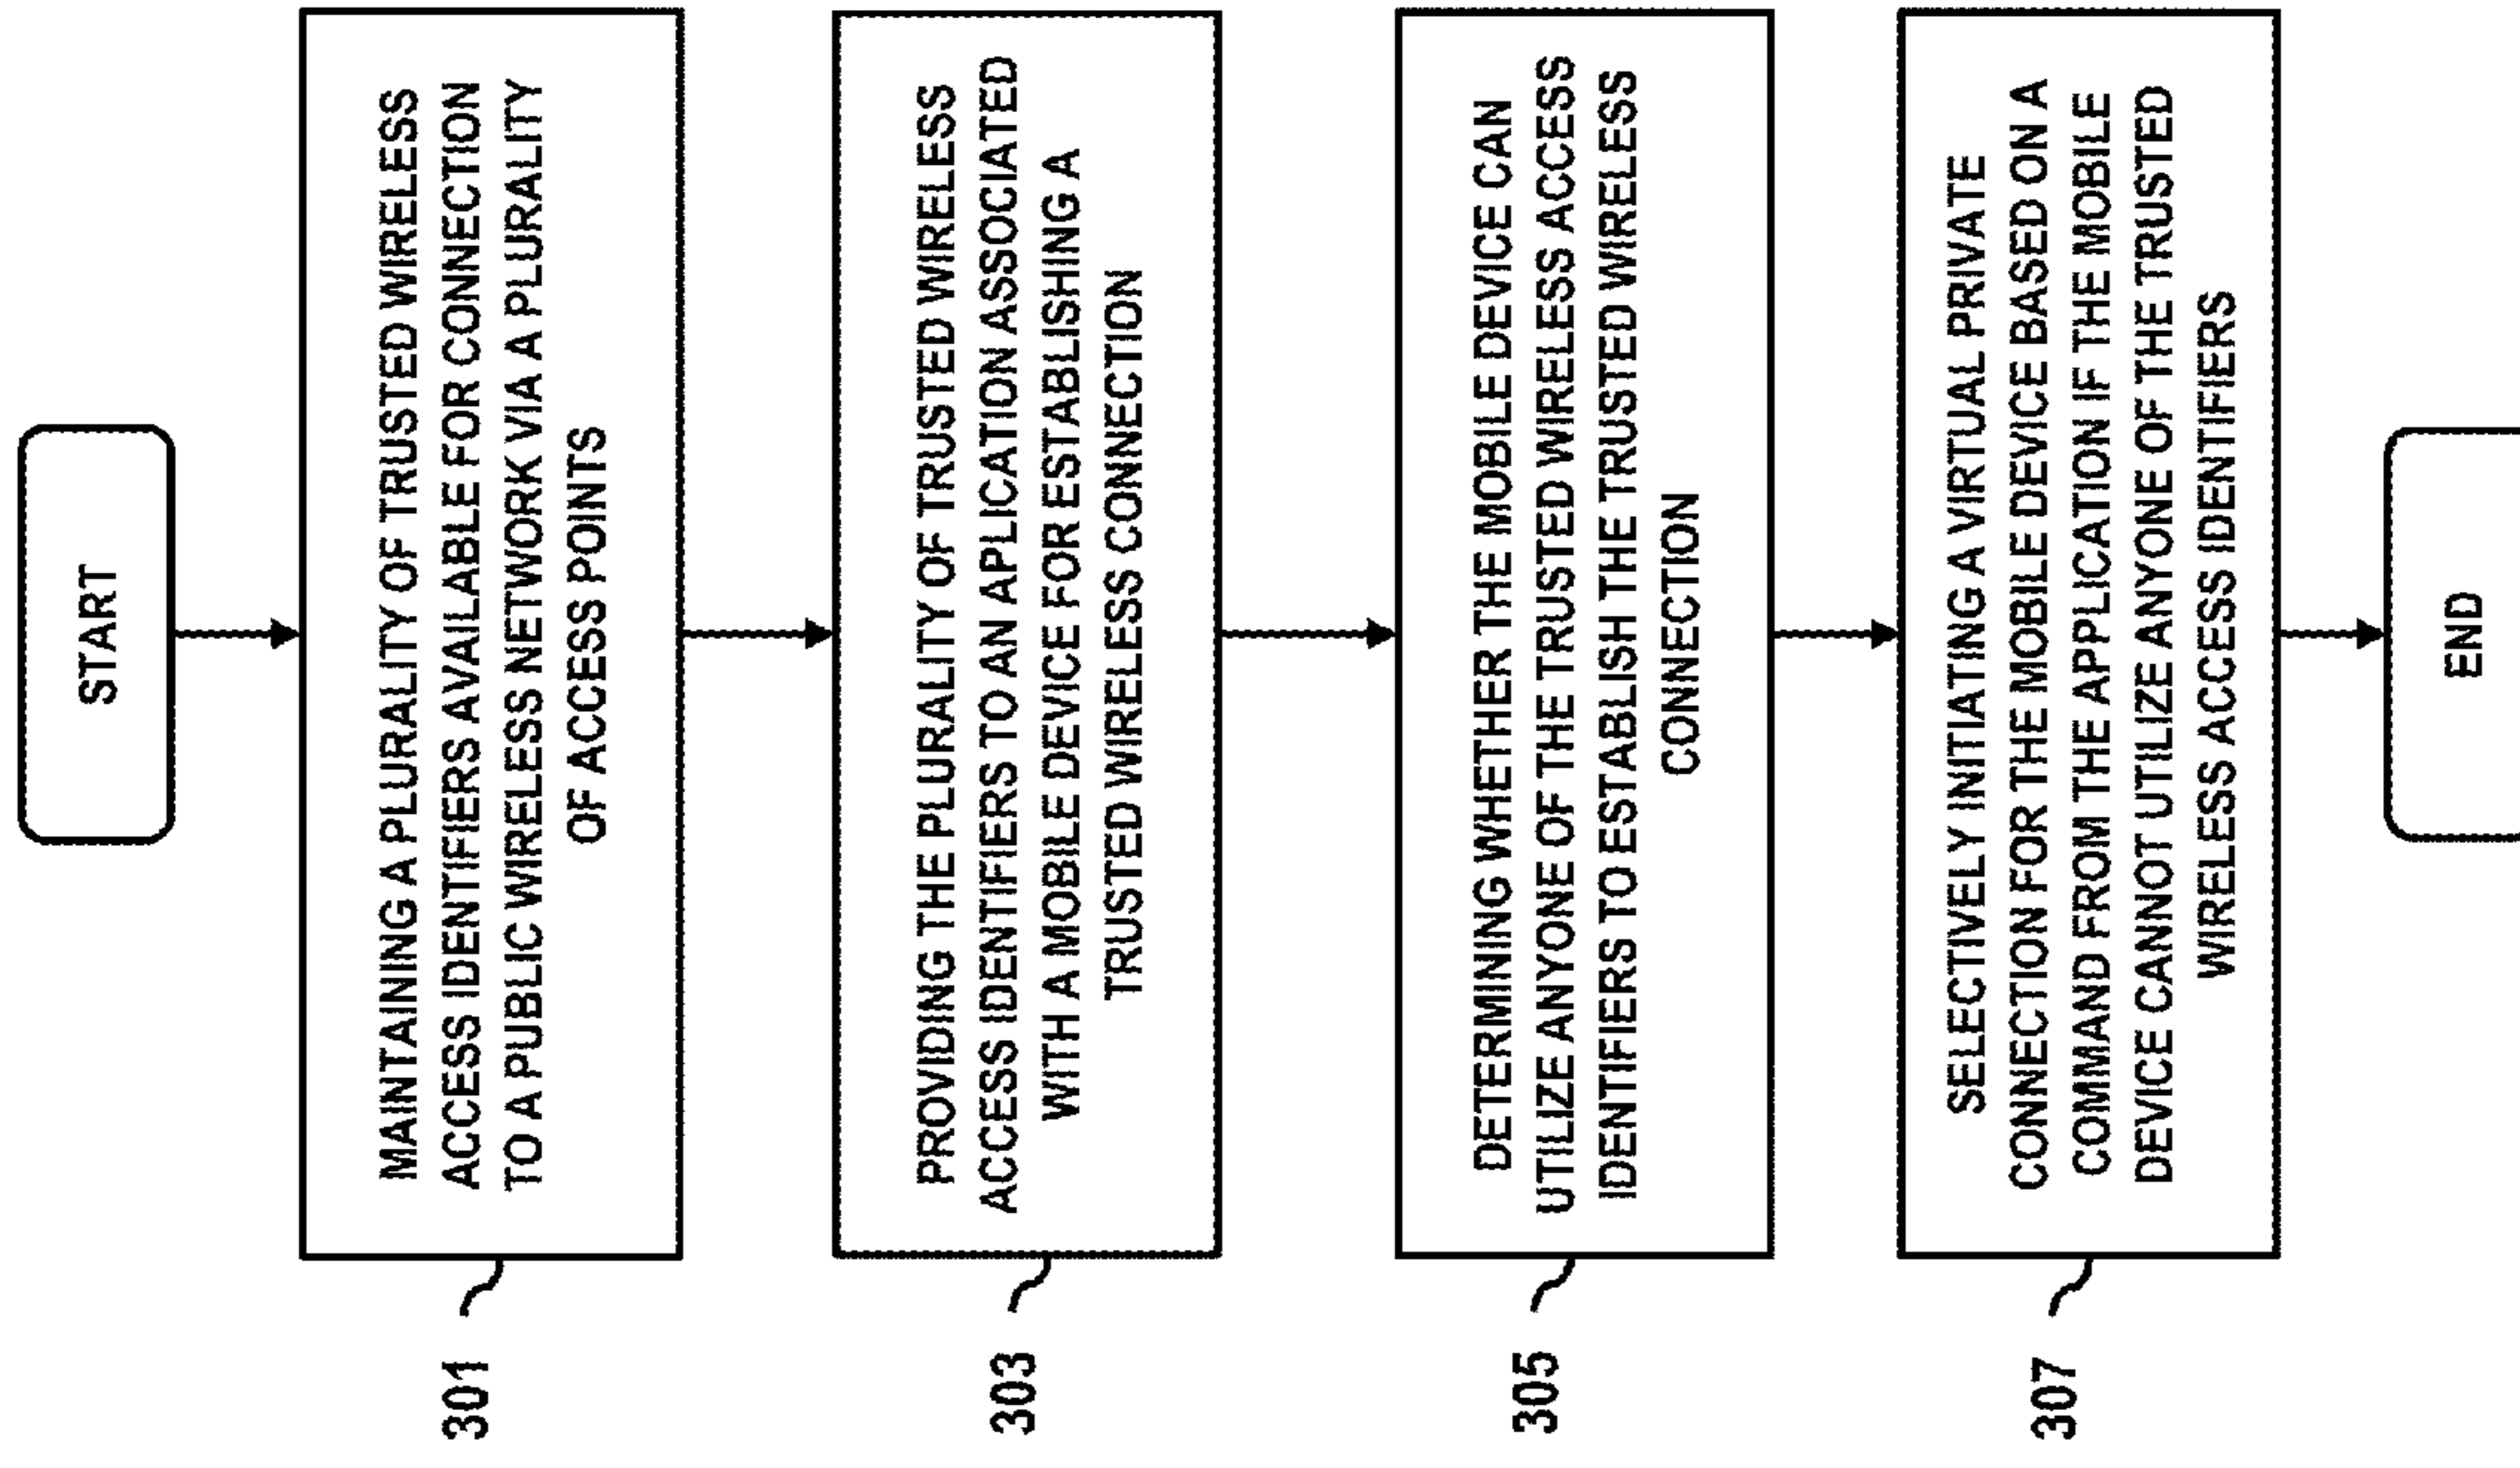 START
301
MAINTAINING A PLURALITY OF TRUSTED WIRELESS
ACCESS IDENTIFIERS AVAILABLE FOR CONNECTION
TO A PUBLIC WIRELESS NETWORK VIA A PLURALITY
OF ACCESS POINTS
303
PROVIDING THE PLURALITY OF TRUSTED WIRELESS
ACCESS IDENTIFIERS TO AN APPLICATION ASSOCIATED
WITH A MOBILE DEVICE FOR ESTABLISHING A
TRUSTED WIRELESS CONNECTION
305
DETERMINING WHETHER THE MOBILE DEVICE CAN
UTILIZE ANYONE OF THE TRUSTED WIRELESS ACCESS
IDENTIFIERS TO ESTABLISH THE TRUSTED WIRELESS
CONNECTION
307
SELECTIVELY INITIATING A VIRTUAL PRIVATE
CONNECTION FOR THE MOBILE DEVICE BASED ON A
COMMAND FROM THE APPLICATION IF THE MOBILE
DEVICE CANNOT UTILIZE ANYONE OF THE TRUSTED
WIRELESS ACCESS IDENTIFIERS
END